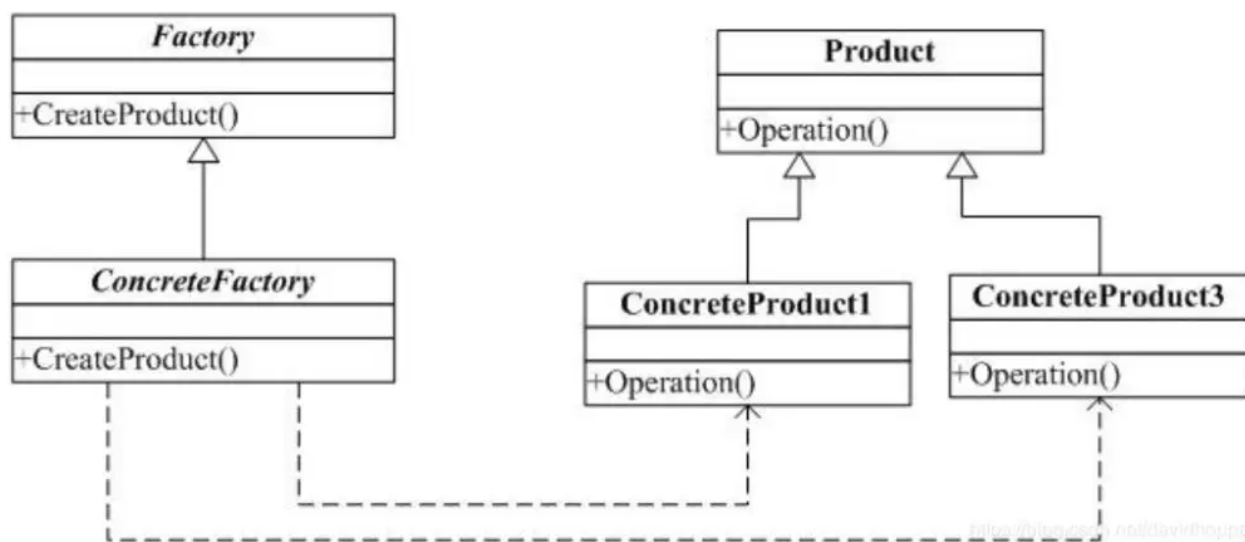 Factory
+CreateProduct()
Product
+Operation()
ConcreteFactory
+CreateProduct()
ConcreteProduct1
+Operation()
ConcreteProduct3
+Operation()